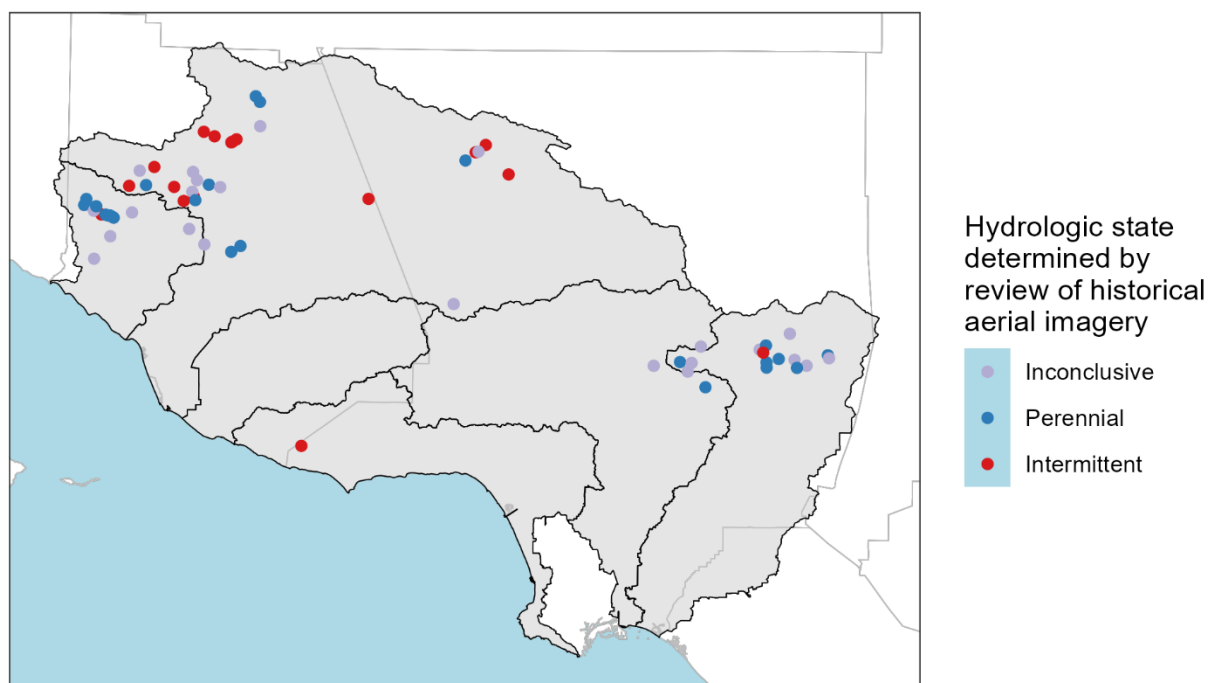 Hydrologic state
determined by
review of historical
aerial imagery
Inconclusive
Perennial
Intermittent